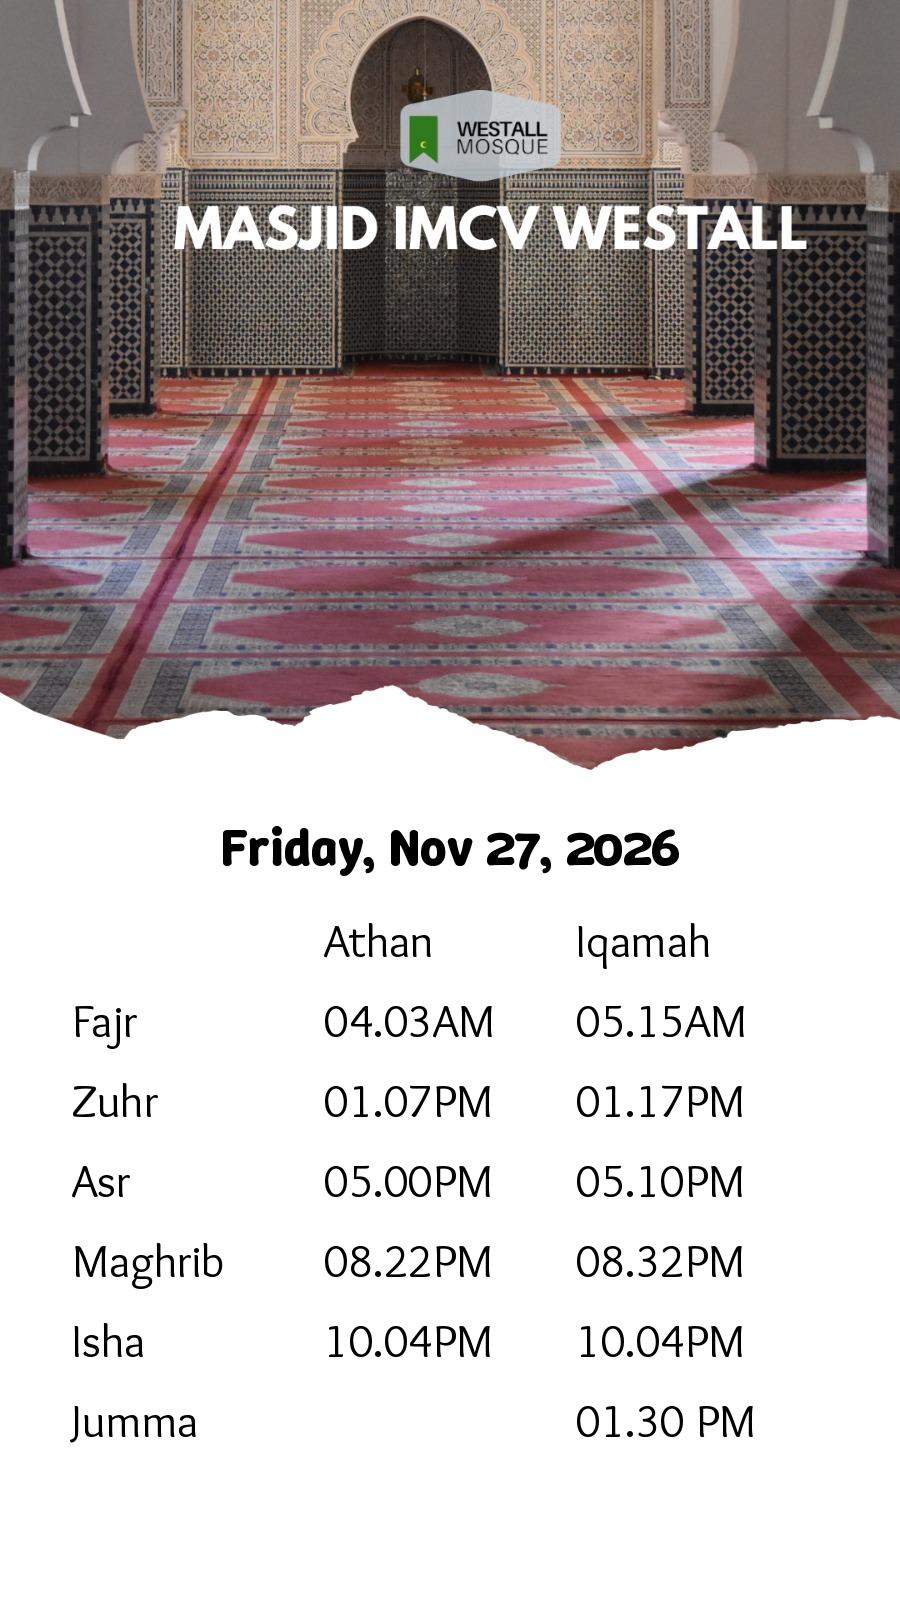 WESTALL
MOSQUE
MASJID IMCV WESTALL
Friday, Nov 27, 2026
Athan Iqamah
Fajr 04.03AM 05.15AM
Zuhr 01.07PM 01.17PM
Asr 05.00PM 05.10PM
Maghrib 08.22PM 08.32PM
Isha 10.04PM 10.04PM
Jumma 01.30 PM